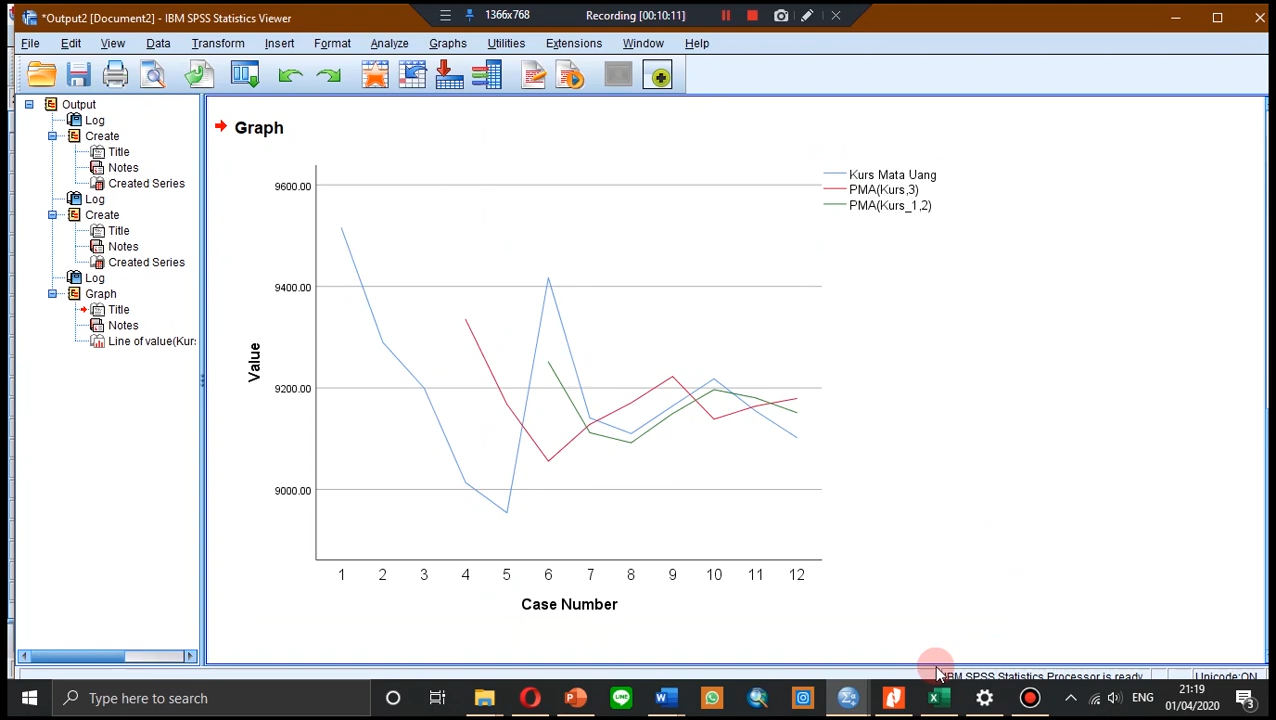 *Output2 [Document2] - IBM SPSS Statistics Viewer
1366x768
Recording [00:10:11]
File Edit View Data Transform Insert Format Analyze Graphs Utilities Extensions Window Help
Output
Log
Create
Title
Notes
Created Series
Log
Create
Title
Notes
Created Series
Log
Graph
Title
Notes
Line of value(Kurs
Graph
Kurs Mata Uang
PMA(Kurs,3)
PMA(Kurs_1,2)
9600.00
9400.00
9200.00
9000.00
Value
1 2 3 4 5 6 7 8 9 10 11 12
Case Number
IBM SPSS Statistics Processor is ready
Unicode:ON
Type here to search
ENG
21:19
01/04/2020
3